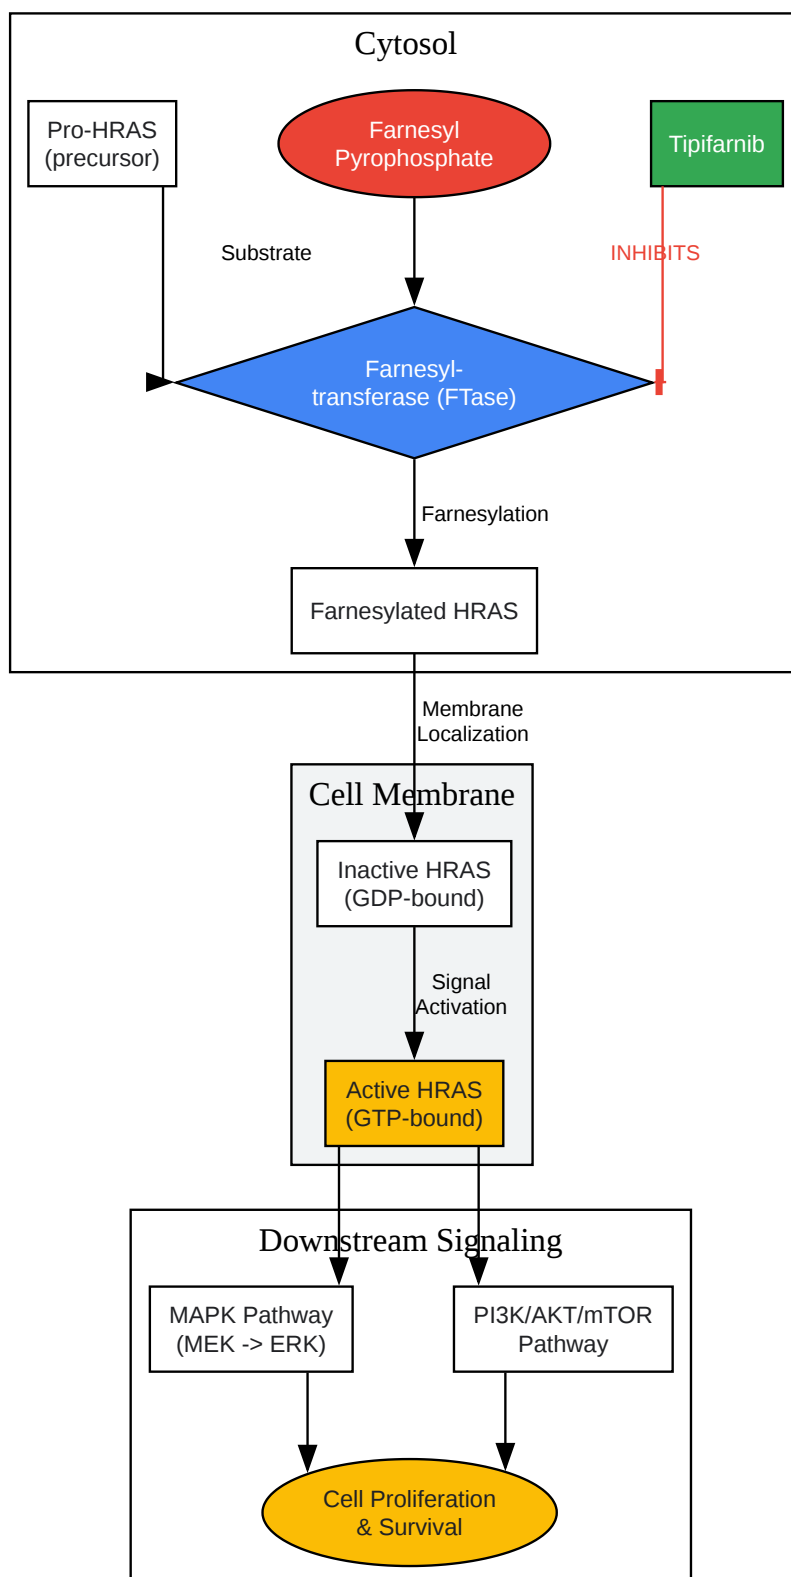 Cytosol
Pro-HRAS
(precursor)
Farnesyl
Pyrophosphate
Tipifarnib
Substrate
INHIBITS
Farnesyl-
transferase (FTase)
Farnesylation
Farnesylated HRAS
Membrane
Localization
Cell Membrane
Inactive HRAS
(GDP-bound)
Signal
Activation
Active HRAS
(GTP-bound)
Downstream Signaling
MAPK Pathway
(MEK -> ERK)
PI3K/AKT/mTOR
Pathway
Cell Proliferation
& Survival